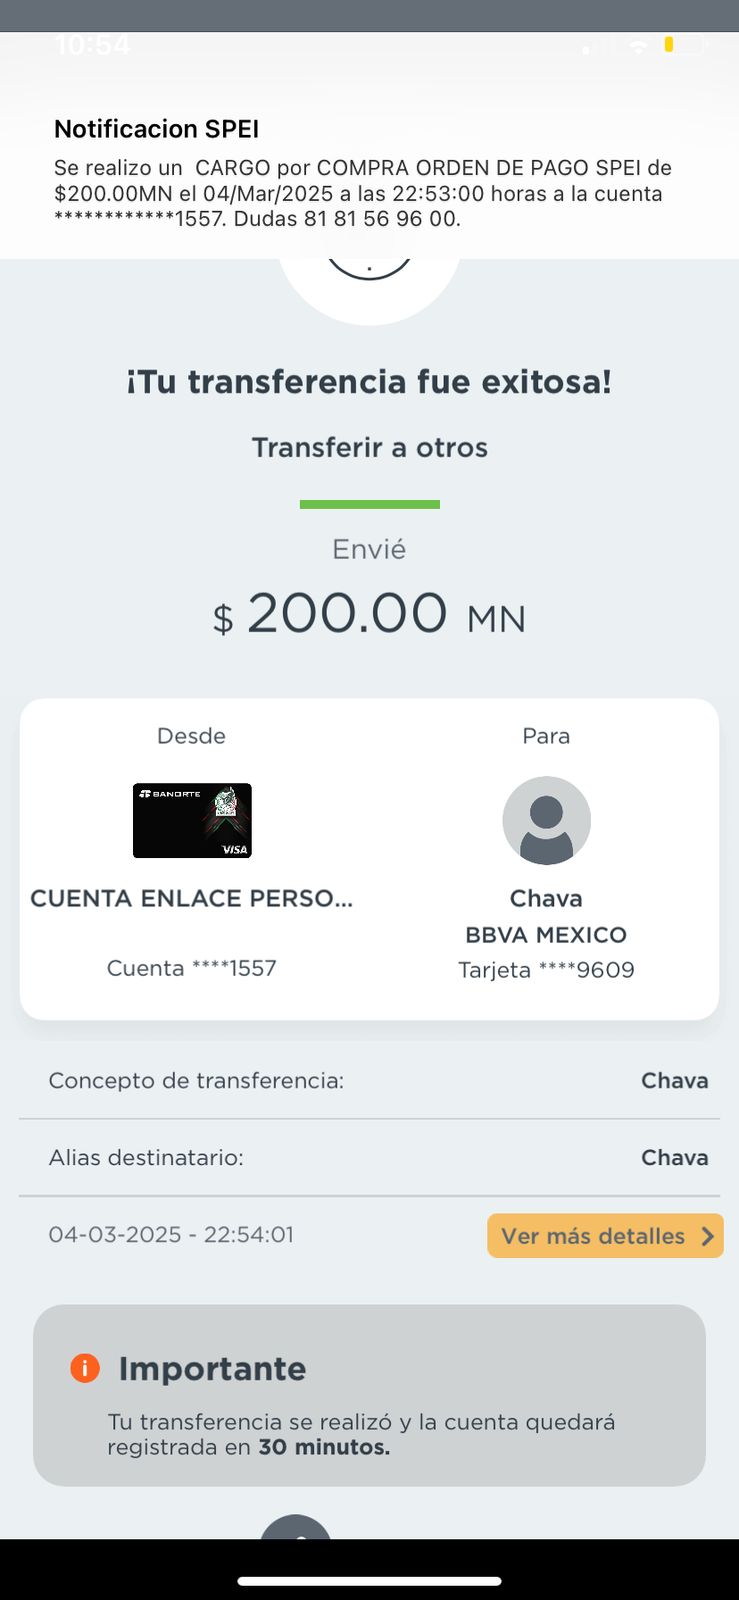 10:54
Notificacion SPEI
Se realizo un  CARGO por COMPRA ORDEN DE PAGO SPEI de
$200.00MN el 04/Mar/2025 a las 22:53:00 horas a la cuenta
************1557. Dudas 81 81 56 96 00.
¡Tu transferencia fue exitosa!
Transferir a otros
Envié
$ 200.00 MN
Desde
Para
BANORTE
VISA
CUENTA ENLACE PERSO...
Chava
BBVA MEXICO
Cuenta ****1557
Tarjeta ****9609
Concepto de transferencia: Chava
Alias destinatario: Chava
04-03-2025 - 22:54:01 Ver más detalles
Importante
Tu transferencia se realizó y la cuenta quedará
registrada en 30 minutos.